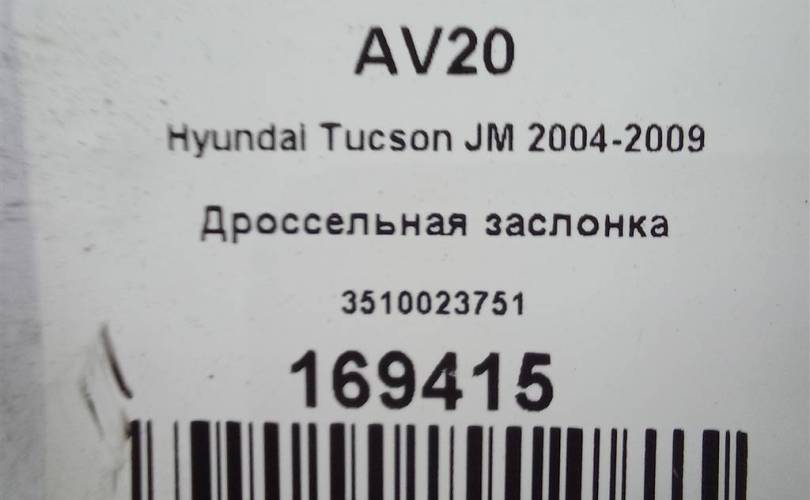 AV20
Hyundai Tucson JM 2004-2009
Дроссельная заслонка
3510023751
169415